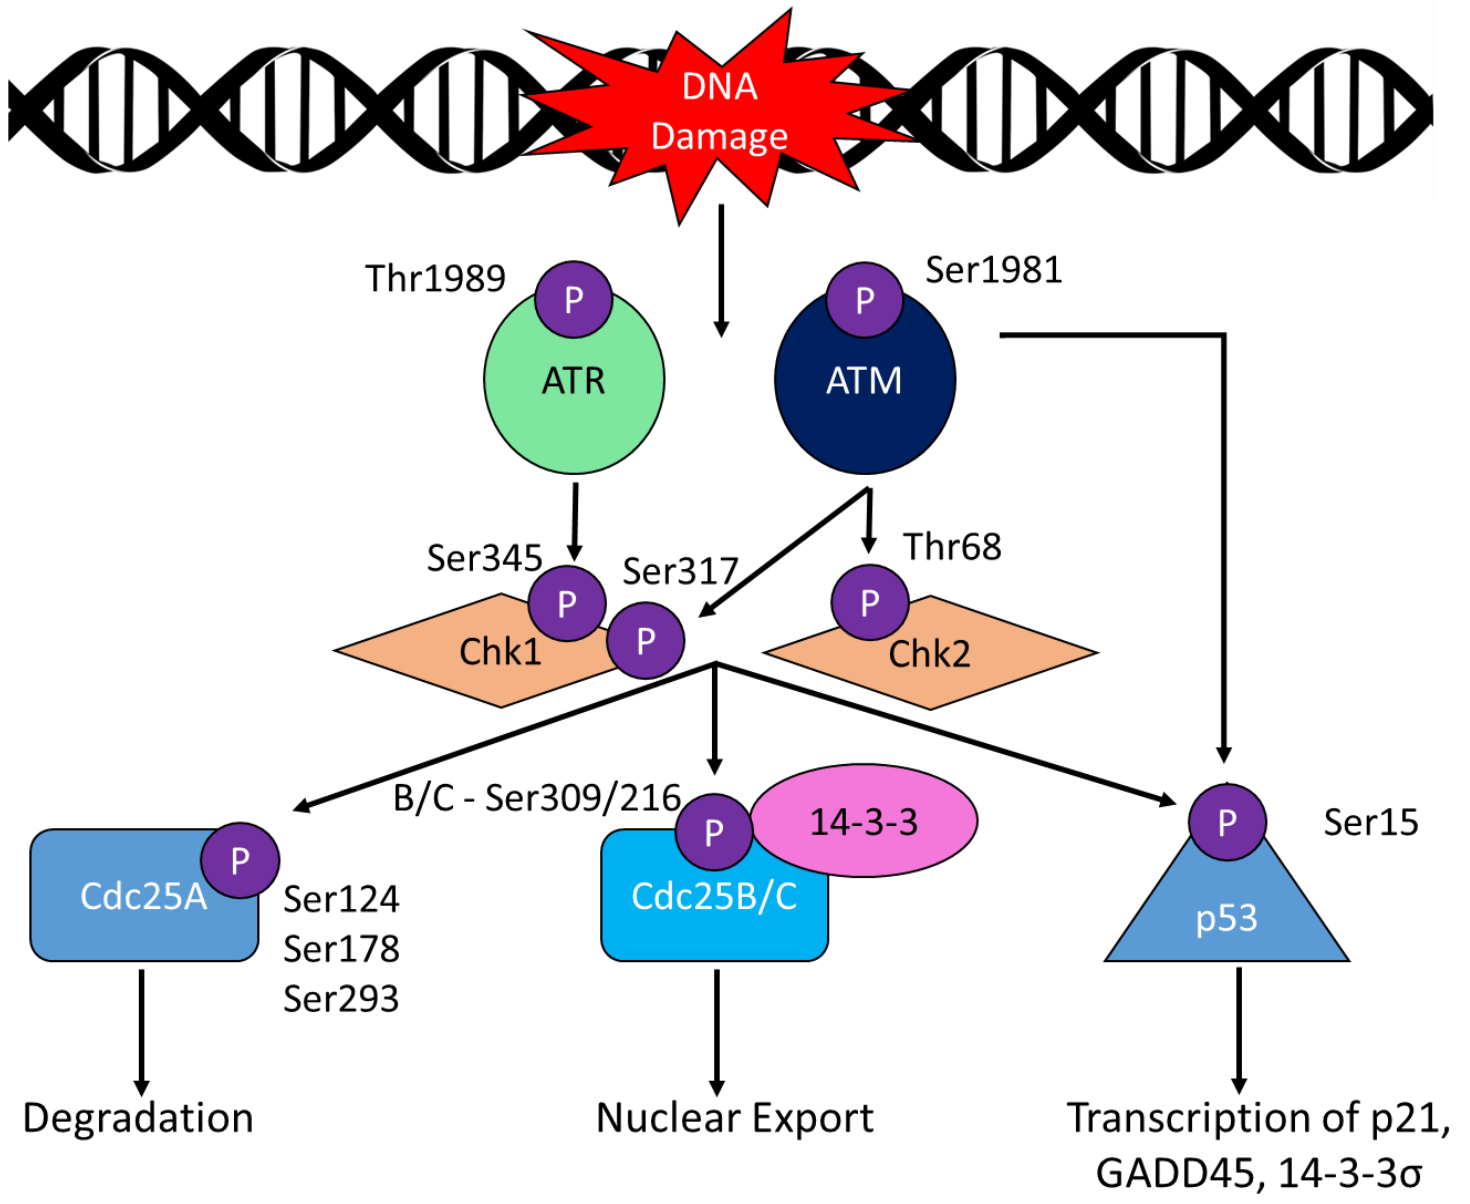 DNA
Damage
Thr1989
P
P
Ser1981
ATR
ATM
Ser345
Ser317
Thr68
P
P
P
Chk1
Chk2
B/C - Ser309/216
P
14-3-3
P
Ser15
P
Cdc25A
Cdc25B/C
p53
Ser124
Ser178
Ser293
Degradation
Nuclear Export
Transcription of p21,
GADD45, 14-3-3σ